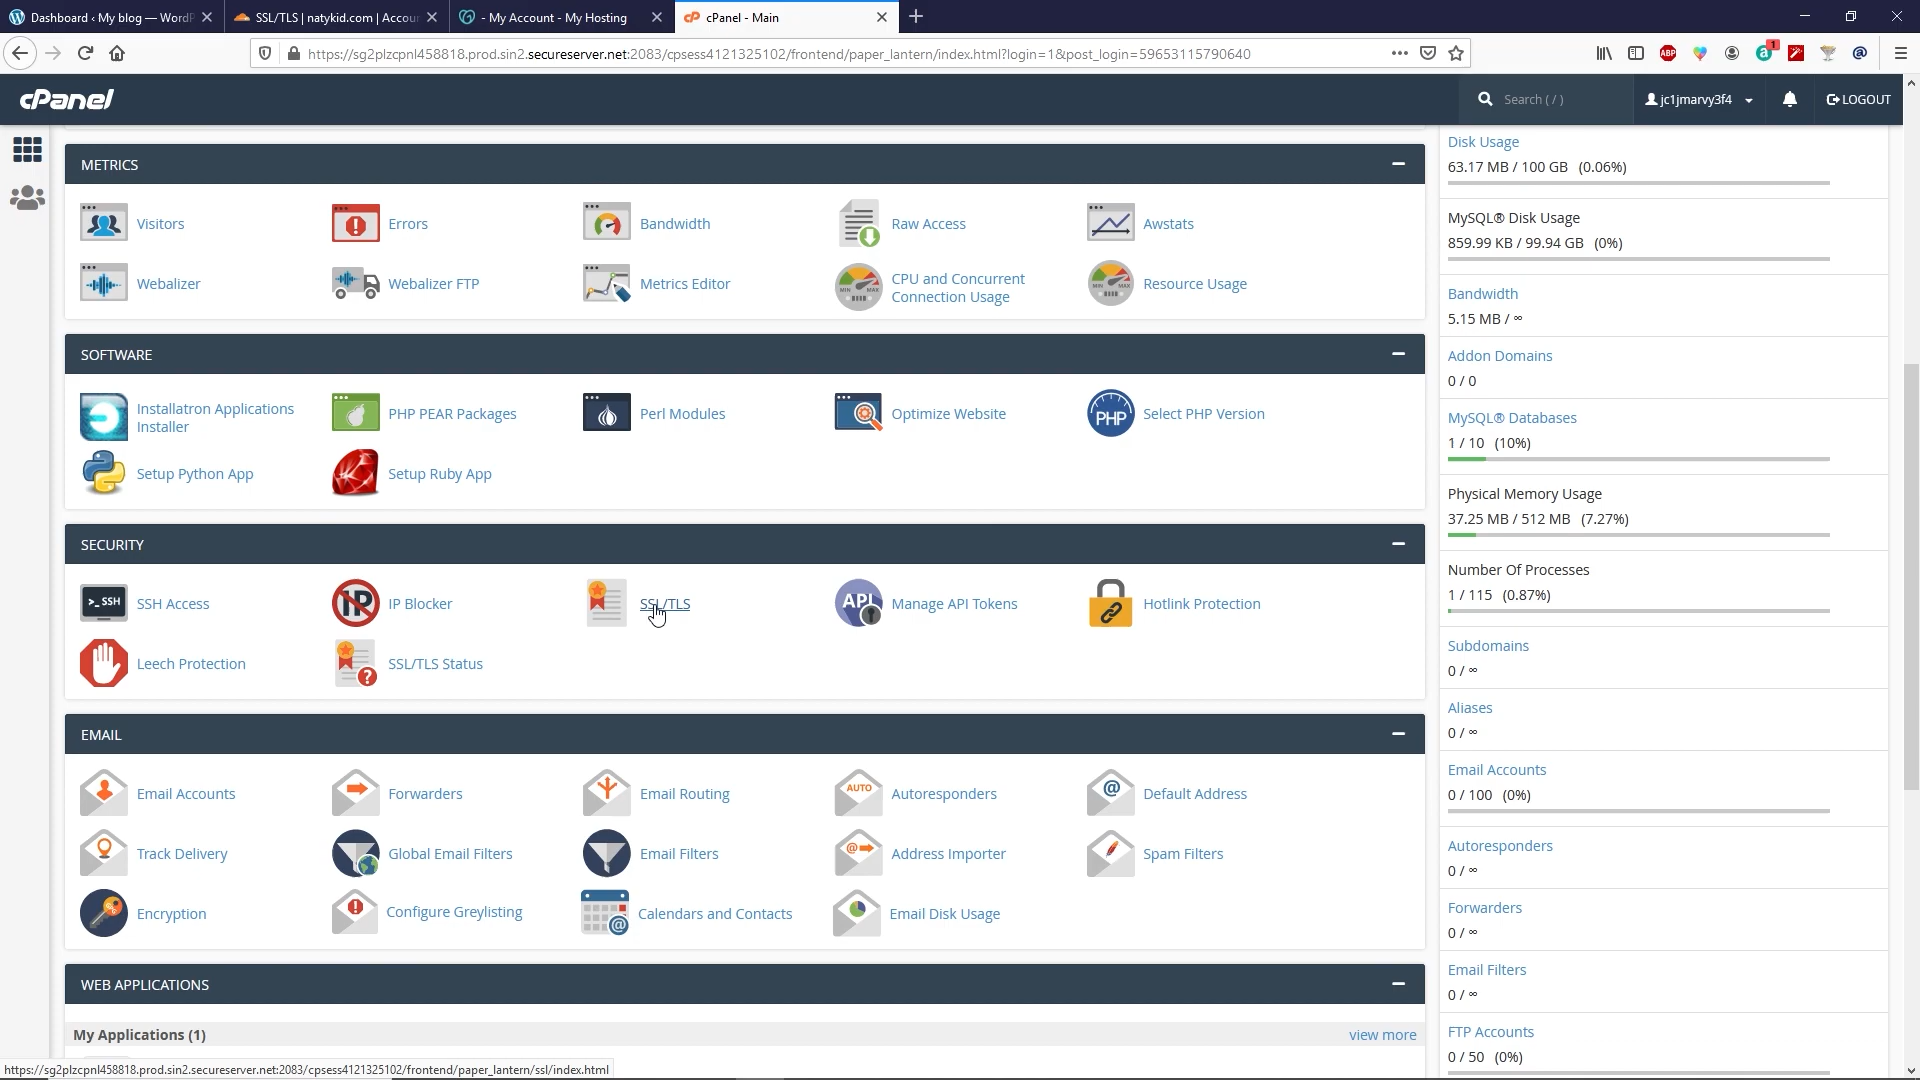 Dashboard ‹ My blog — WordP
SSL/TLS | natykid.com | Accou
- My Account - My Hosting
cPanel - Main
https://sg2plzcpnl458818.prod.sin2.secureserver.net:2083/cpsess4121325102/frontend/paper_lantern/index.html?login=1&post_login=59653115790640
ABP
1
cPanel
Search ( / )
jc1jmarvy3f4
LOGOUT
METRICS
Visitors
Errors
Bandwidth
Raw Access
Awstats
Webalizer
Webalizer FTP
Metrics Editor
MIN MAX
CPU and Concurrent
Connection Usage
MIN MAX
Resource Usage
SOFTWARE
Installatron Applications
Installer
PHP PEAR Packages
Perl Modules
Optimize Website
PHP
Select PHP Version
Setup Python App
Setup Ruby App
SECURITY
>_ SSH
SSH Access
IP
IP Blocker
SSL/TLS
API
Manage API Tokens
Hotlink Protection
Leech Protection
SSL/TLS Status
EMAIL
Email Accounts
Forwarders
Email Routing
AUTO
Autoresponders
@
Default Address
Track Delivery
Global Email Filters
Email Filters
Address Importer
Spam Filters
Encryption
Configure Greylisting
@
Calendars and Contacts
Email Disk Usage
WEB APPLICATIONS
My Applications (1)
view more
Disk Usage
63.17 MB / 100 GB (0.06%)
MySQL® Disk Usage
859.99 KB / 99.94 GB (0%)
Bandwidth
5.15 MB / ∞
Addon Domains
0 / 0
MySQL® Databases
1 / 10 (10%)
Physical Memory Usage
37.25 MB / 512 MB (7.27%)
Number Of Processes
1 / 115 (0.87%)
Subdomains
0 / ∞
Aliases
0 / ∞
Email Accounts
0 / 100 (0%)
Autoresponders
0 / ∞
Forwarders
0 / ∞
Email Filters
0 / ∞
FTP Accounts
0 / 50 (0%)
https://sg2plzcpnl458818.prod.sin2.secureserver.net:2083/cpsess4121325102/frontend/paper_lantern/ssl/index.html